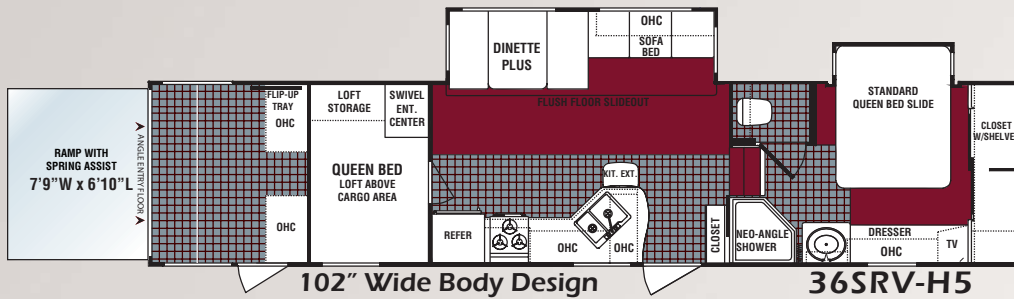 RAMP WITH
SPRING ASSIST
7'9"W x 6'10"L
ANGLE ENTRY FLOOR
FLIP-UP
TRAY
OHC
OHC
LOFT
STORAGE
SWIVEL
ENT.
CENTER
QUEEN BED
LOFT ABOVE
CARGO AREA
DINETTE
PLUS
OHC
SOFA
BED
FLUSH FLOOR SLIDEOUT
REFER
KIT. EXT.
OHC
OHC
CLOSET
NEO-ANGLE
SHOWER
STANDARD
QUEEN BED SLIDE
DRESSER
OHC
TV
CLOSET
W/SHELVE
102" Wide Body Design
36SRV-H5